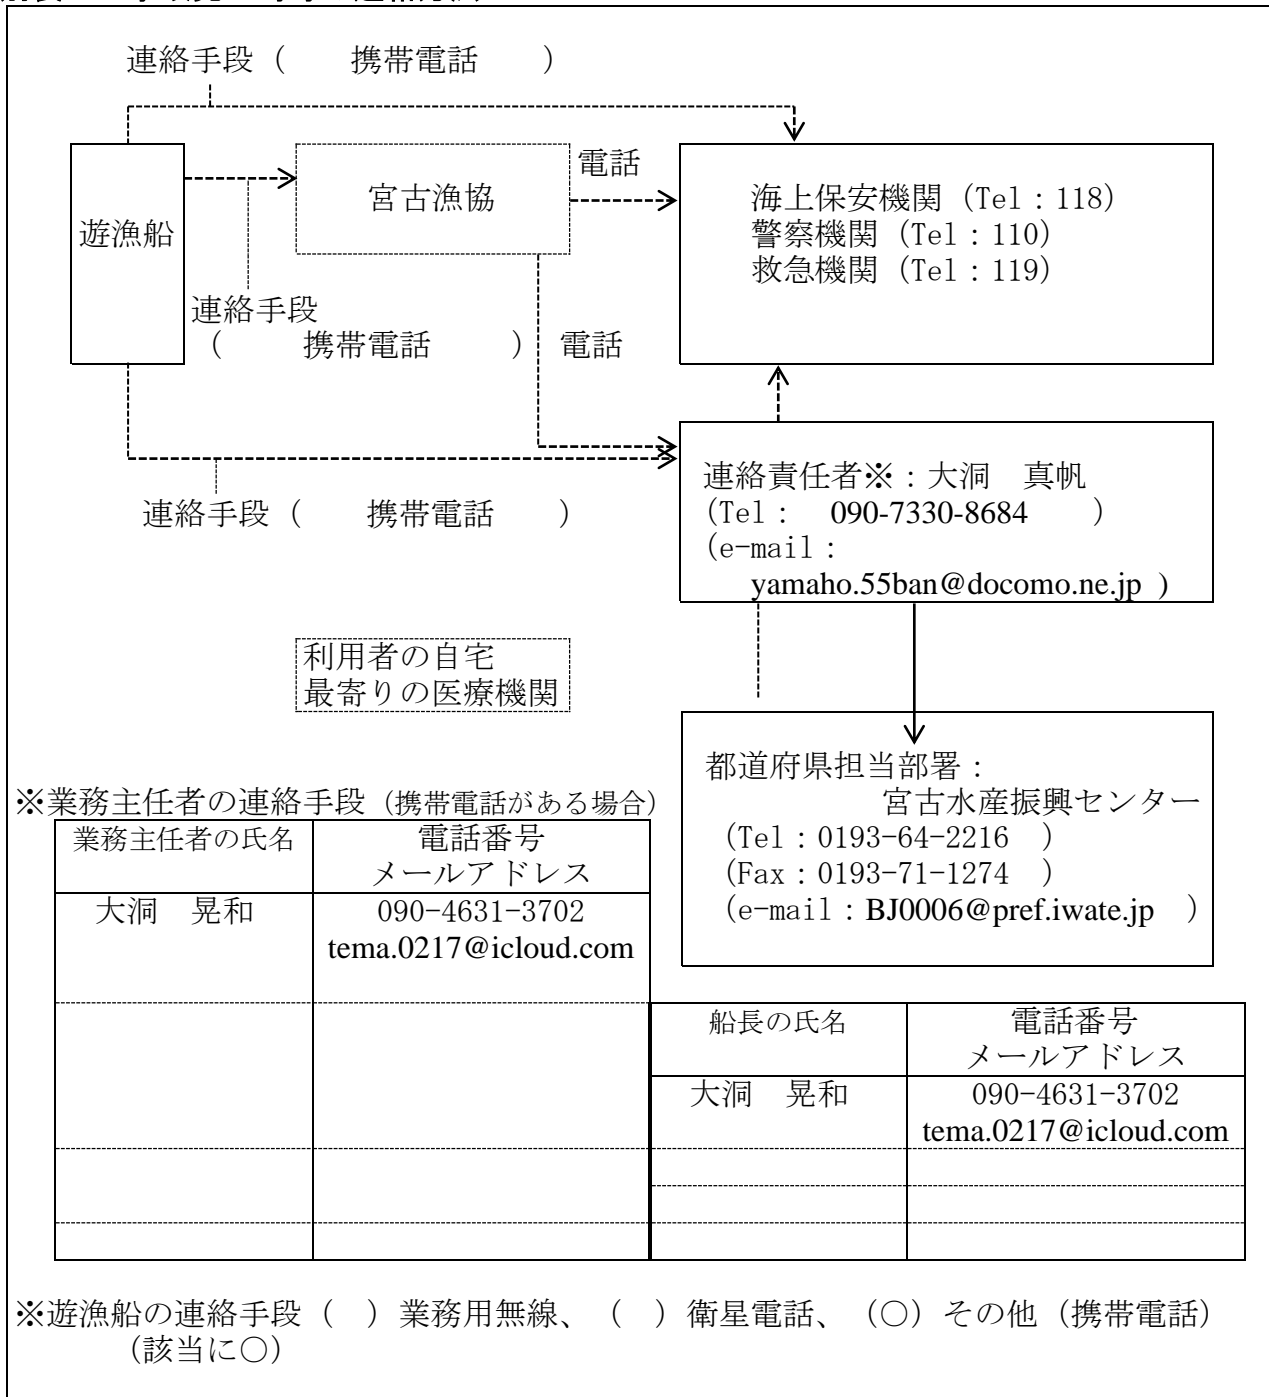 連絡手段（　　携帯電話　　）
遊漁船
宮古漁協
電話
海上保安機関（Tel：118）
警察機関（Tel：110）
救急機関（Tel：119）
連絡手段
（　　携帯電話　　）
電話
連絡手段（　　携帯電話　　）
連絡責任者※：大洞　真帆
（Tel：　090-7330-8684　　）
（e-mail：
yamaho.55ban@docomo.ne.jp ）
利用者の自宅
最寄りの医療機関
都道府県担当部署：
宮古水産振興センター
（Tel：0193-64-2216　）
（Fax：0193-71-1274　）
（e-mail：BJ0006@pref.iwate.jp　）
※業務主任者の連絡手段（携帯電話がある場合）
業務主任者の氏名　電話番号
メールアドレス
大洞　晃和　090-4631-3702
tema.0217@icloud.com
船長の氏名　電話番号
メールアドレス
大洞　晃和　090-4631-3702
tema.0217@icloud.com
※遊漁船の連絡手段（　）業務用無線、（　）衛星電話、（○）その他（携帯電話）
（該当に○）